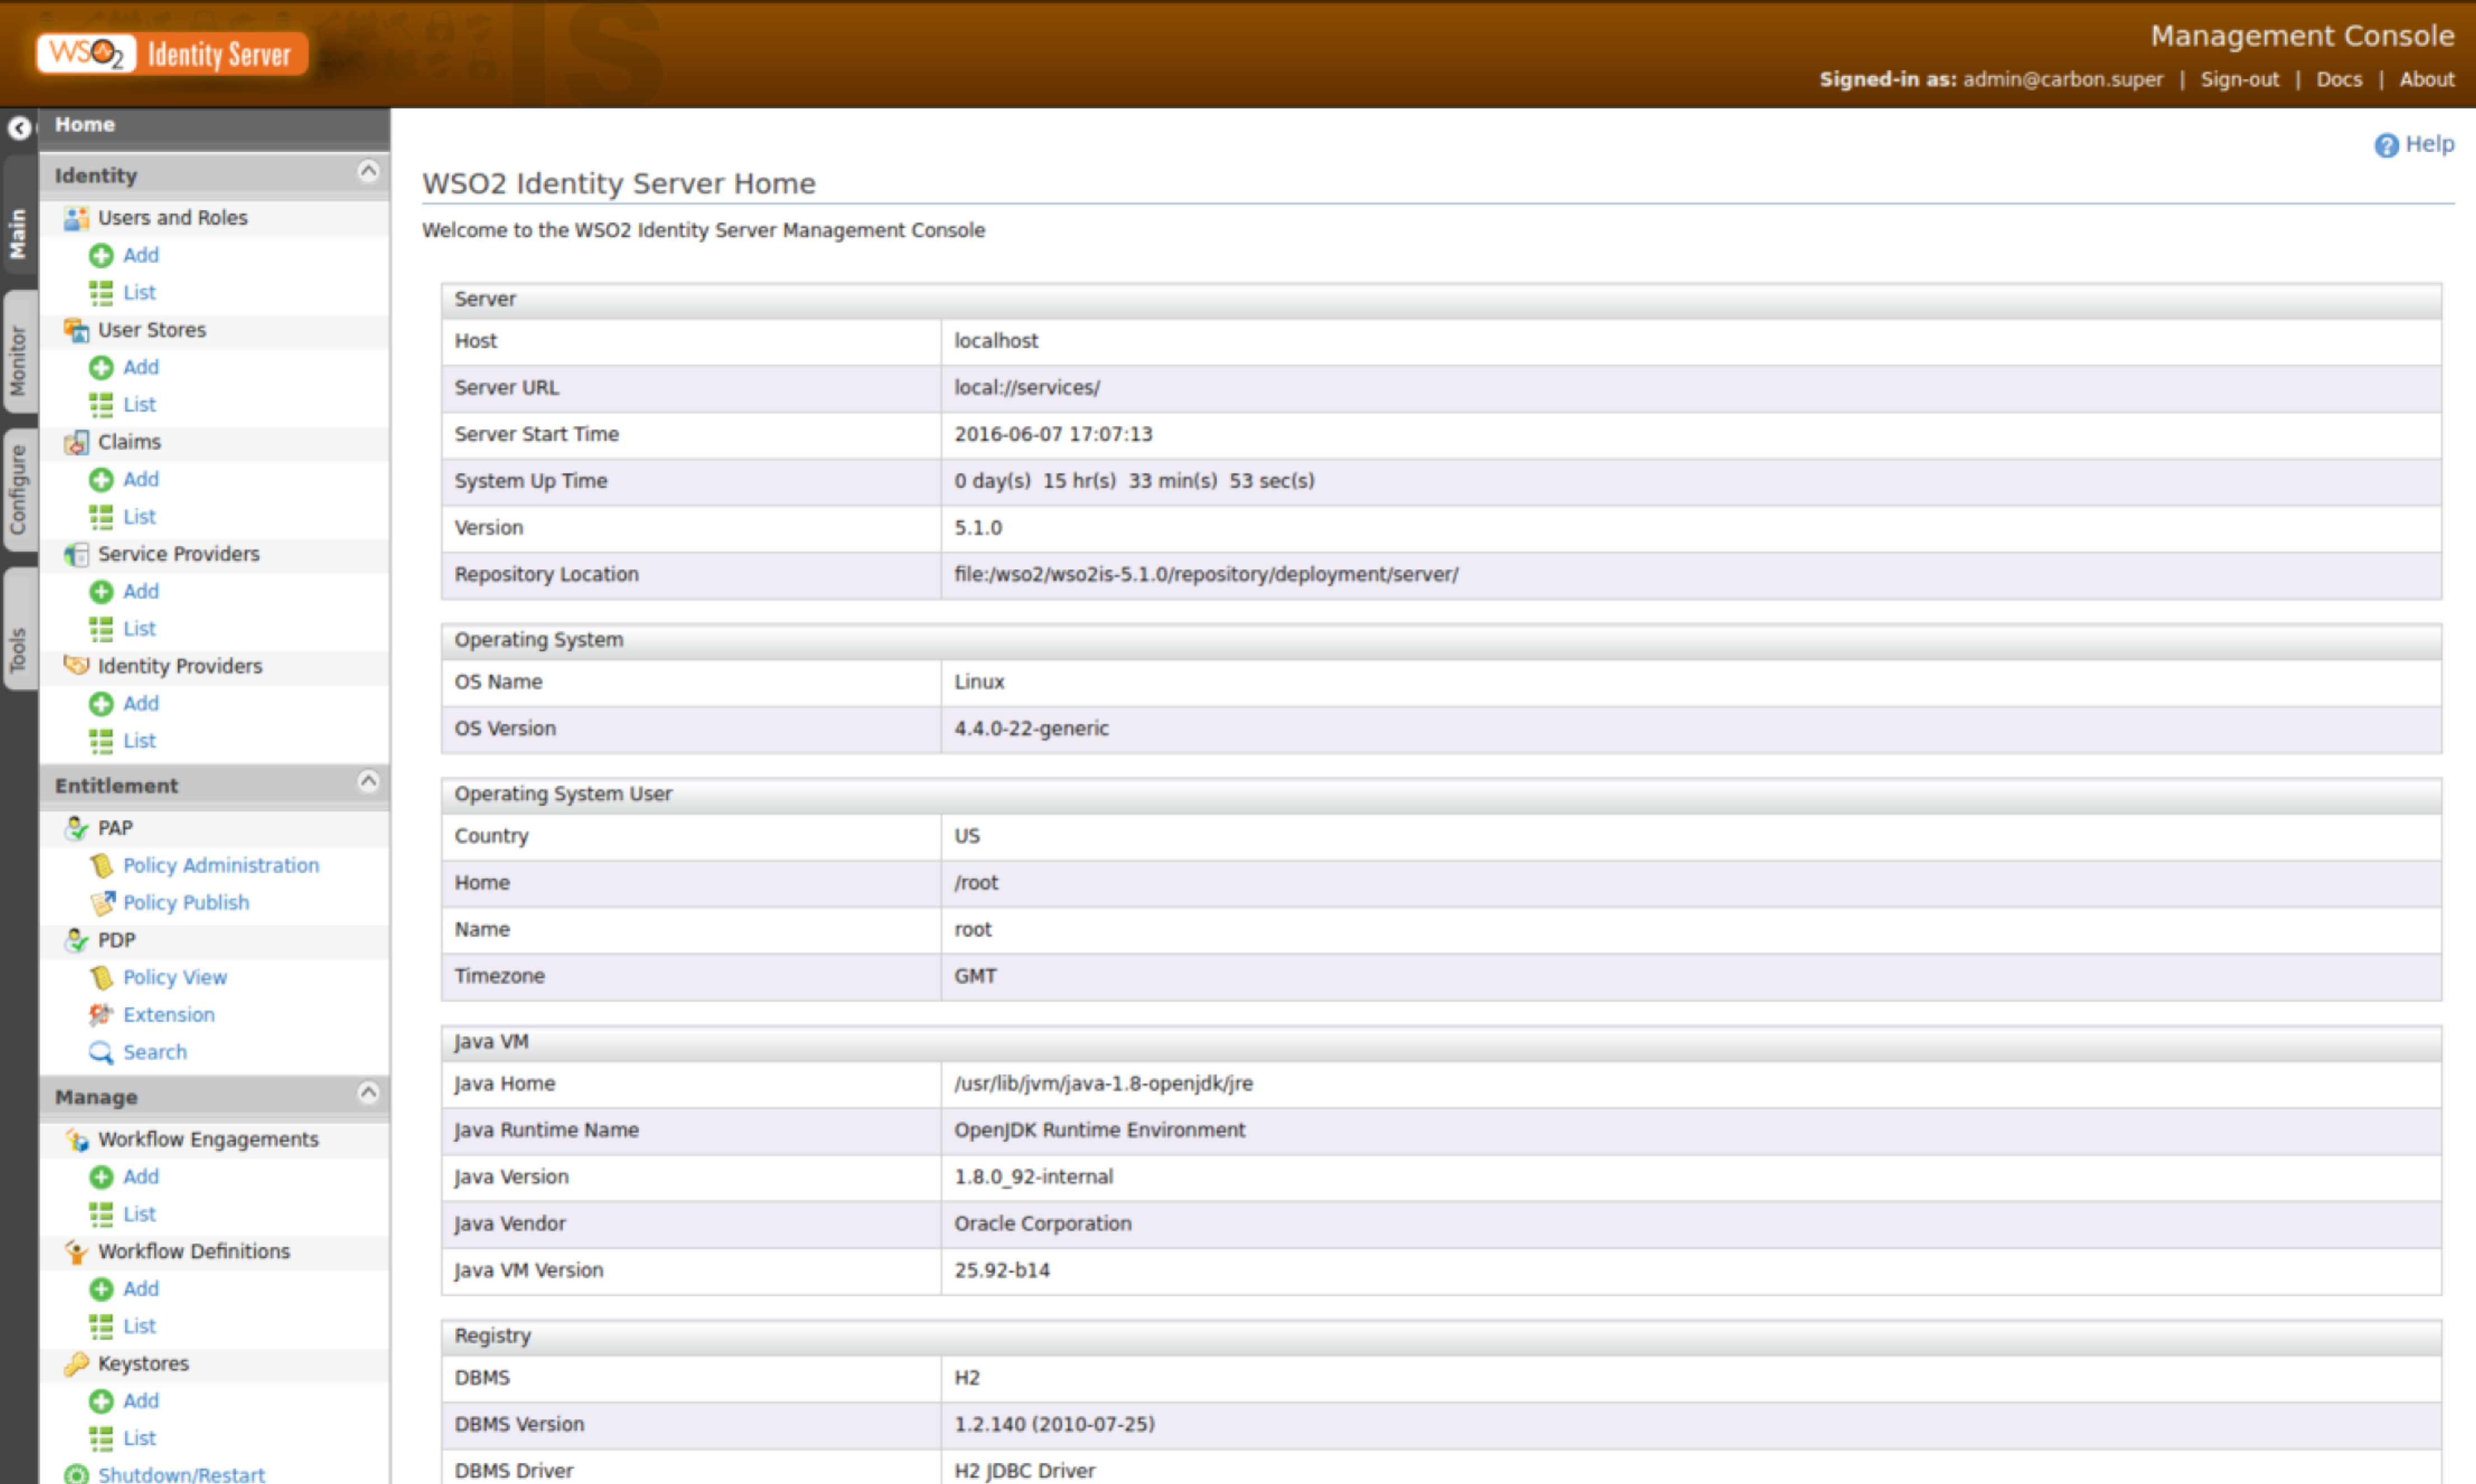 WSO2 Identity Server
IS
Management Console
Signed-in as: admin@carbon.super | Sign-out | Docs | About
Main
Monitor
Configure
Tools
Home
Identity
Users and Roles
Add
List
User Stores
Add
List
Claims
Add
List
Service Providers
Add
List
Identity Providers
Add
List
Entitlement
PAP
Policy Administration
Policy Publish
PDP
Policy View
Extension
Search
Manage
Workflow Engagements
Add
List
Workflow Definitions
Add
List
Keystores
Add
List
Shutdown/Restart
? Help
WSO2 Identity Server Home
Welcome to the WSO2 Identity Server Management Console
Server
Host localhost
Server URL local://services/
Server Start Time 2016-06-07 17:07:13
System Up Time 0 day(s) 15 hr(s) 33 min(s) 53 sec(s)
Version 5.1.0
Repository Location file:/wso2/wso2is-5.1.0/repository/deployment/server/
Operating System
OS Name Linux
OS Version 4.4.0-22-generic
Operating System User
Country US
Home /root
Name root
Timezone GMT
Java VM
Java Home /usr/lib/jvm/java-1.8-openjdk/jre
Java Runtime Name OpenJDK Runtime Environment
Java Version 1.8.0_92-internal
Java Vendor Oracle Corporation
Java VM Version 25.92-b14
Registry
DBMS H2
DBMS Version 1.2.140 (2010-07-25)
DBMS Driver H2 JDBC Driver